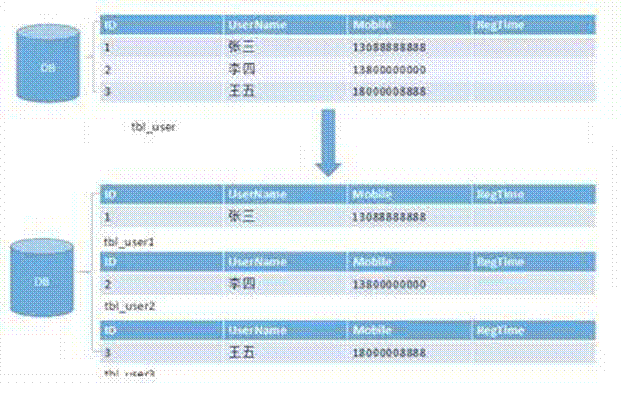 ID UserName Mobile RegTime
1 张三 13088888888
DB
2 李四 13800000000
3 王五 18000008888
tbl_user
ID UserName Mobile RegTime
1 张三 13088888888
tbl_user1
ID UserName Mobile RegTime
DB
2 李四 13800000000
tbl_user2
ID UserName Mobile RegTime
3 王五 18000008888
tbl_user3